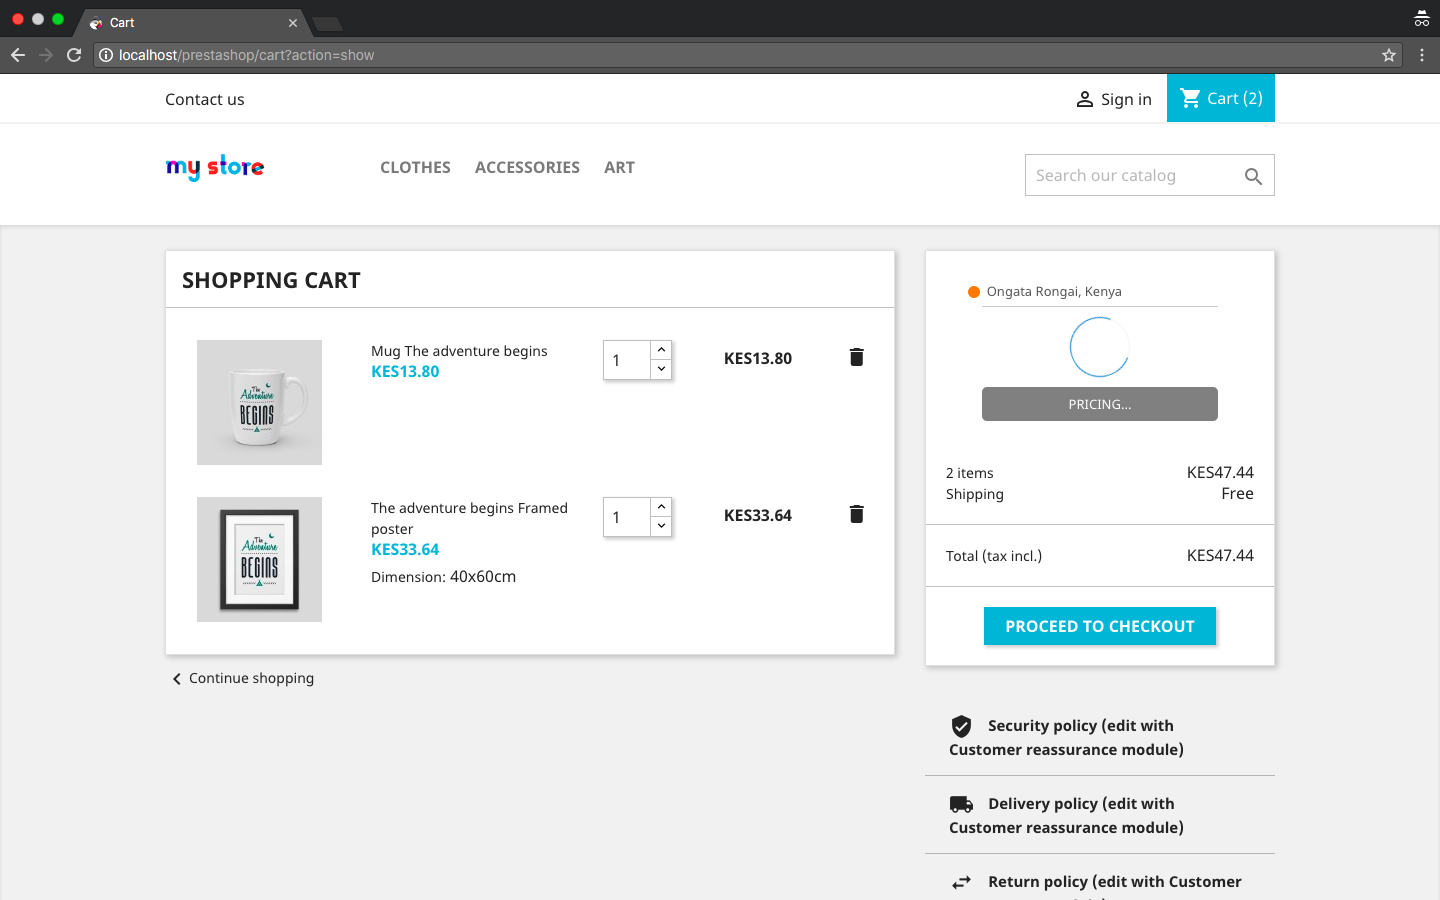 Cart
localhost/prestashop/cart?action=show
Contact us
Sign in
Cart (2)
my store
CLOTHES
ACCESSORIES
ART
Search our catalog
SHOPPING CART
The
Adventure
BEGINS
Mug The adventure begins
KES13.80
1
KES13.80
The
Adventure
BEGINS
The adventure begins Framed
poster
KES33.64
Dimension: 40x60cm
1
KES33.64
Continue shopping
Ongata Rongai, Kenya
PRICING...
2 items KES47.44
Shipping Free
Total (tax incl.) KES47.44
PROCEED TO CHECKOUT
Security policy (edit with
Customer reassurance module)
Delivery policy (edit with
Customer reassurance module)
Return policy (edit with Customer